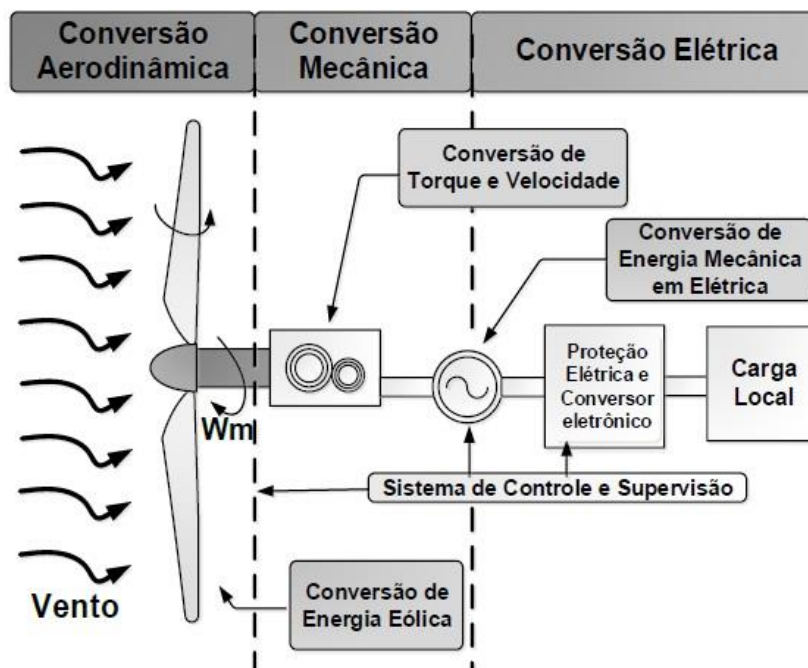 Conversão
Aerodinâmica
Conversão
Mecânica
Conversão Elétrica
Conversão de
Torque e Velocidade
Conversão de
Energia Mecânica
em Elétrica
Proteção
Elétrica e
Conversor
eletrônico
Carga
Local
Wm
Sistema de Controle e Supervisão
Vento
Conversão de
Energia Eólica